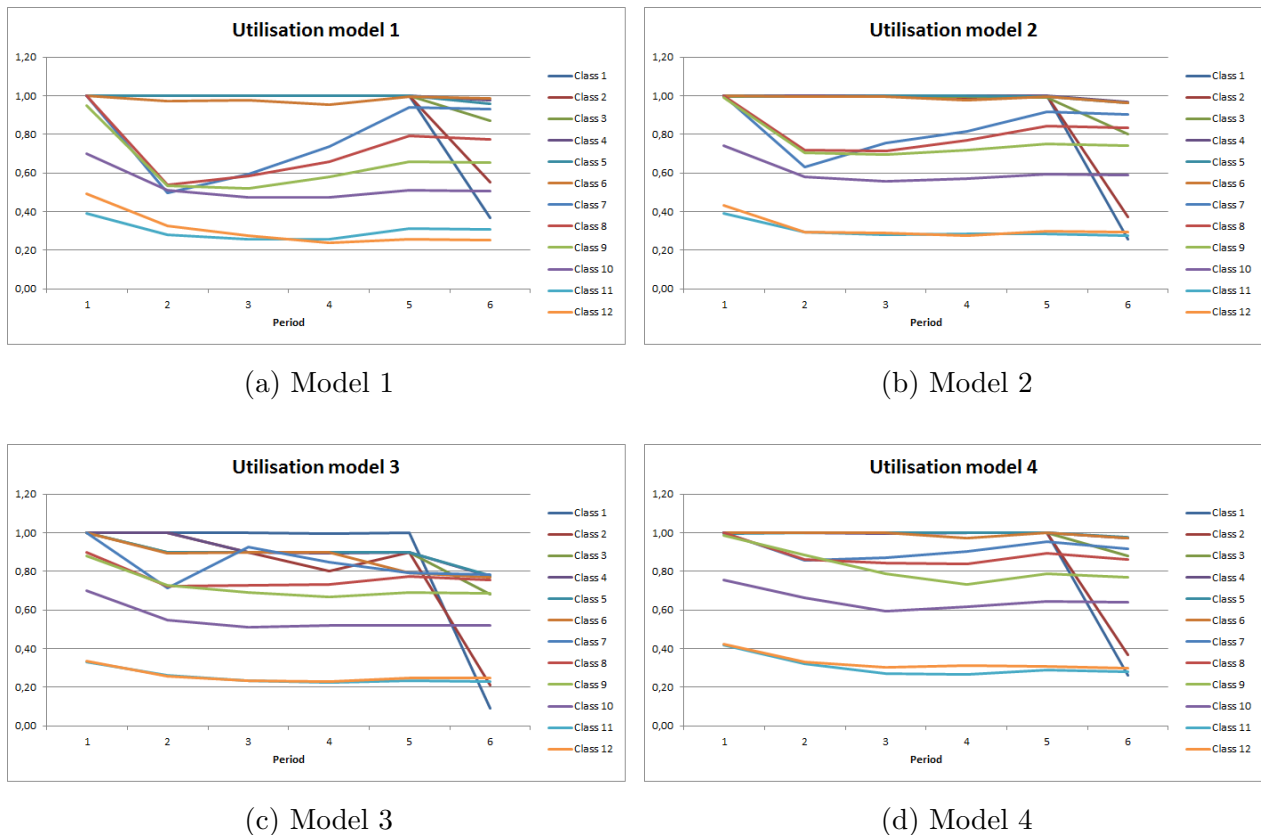 Utilisation model 1
1,20
1,00
0,80
0,60
0,40
0,20
0,00
1 2 3 4 5 6
Period
Class 1
Class 2
Class 3
Class 4
Class 5
Class 6
Class 7
Class 8
Class 9
Class 10
Class 11
Class 12
(a) Model 1
Utilisation model 2
1,20
1,00
0,80
0,60
0,40
0,20
0,00
1 2 3 4 5 6
Period
Class 1
Class 2
Class 3
Class 4
Class 5
Class 6
Class 7
Class 8
Class 9
Class 10
Class 11
Class 12
(b) Model 2
Utilisation model 3
1,20
1,00
0,80
0,60
0,40
0,20
0,00
1 2 3 4 5 6
Period
Class 1
Class 2
Class 3
Class 4
Class 5
Class 6
Class 7
Class 8
Class 9
Class 10
Class 11
Class 12
(c) Model 3
Utilisation model 4
1,20
1,00
0,80
0,60
0,40
0,20
0,00
1 2 3 4 5 6
Period
Class 1
Class 2
Class 3
Class 4
Class 5
Class 6
Class 7
Class 8
Class 9
Class 10
Class 11
Class 12
(d) Model 4